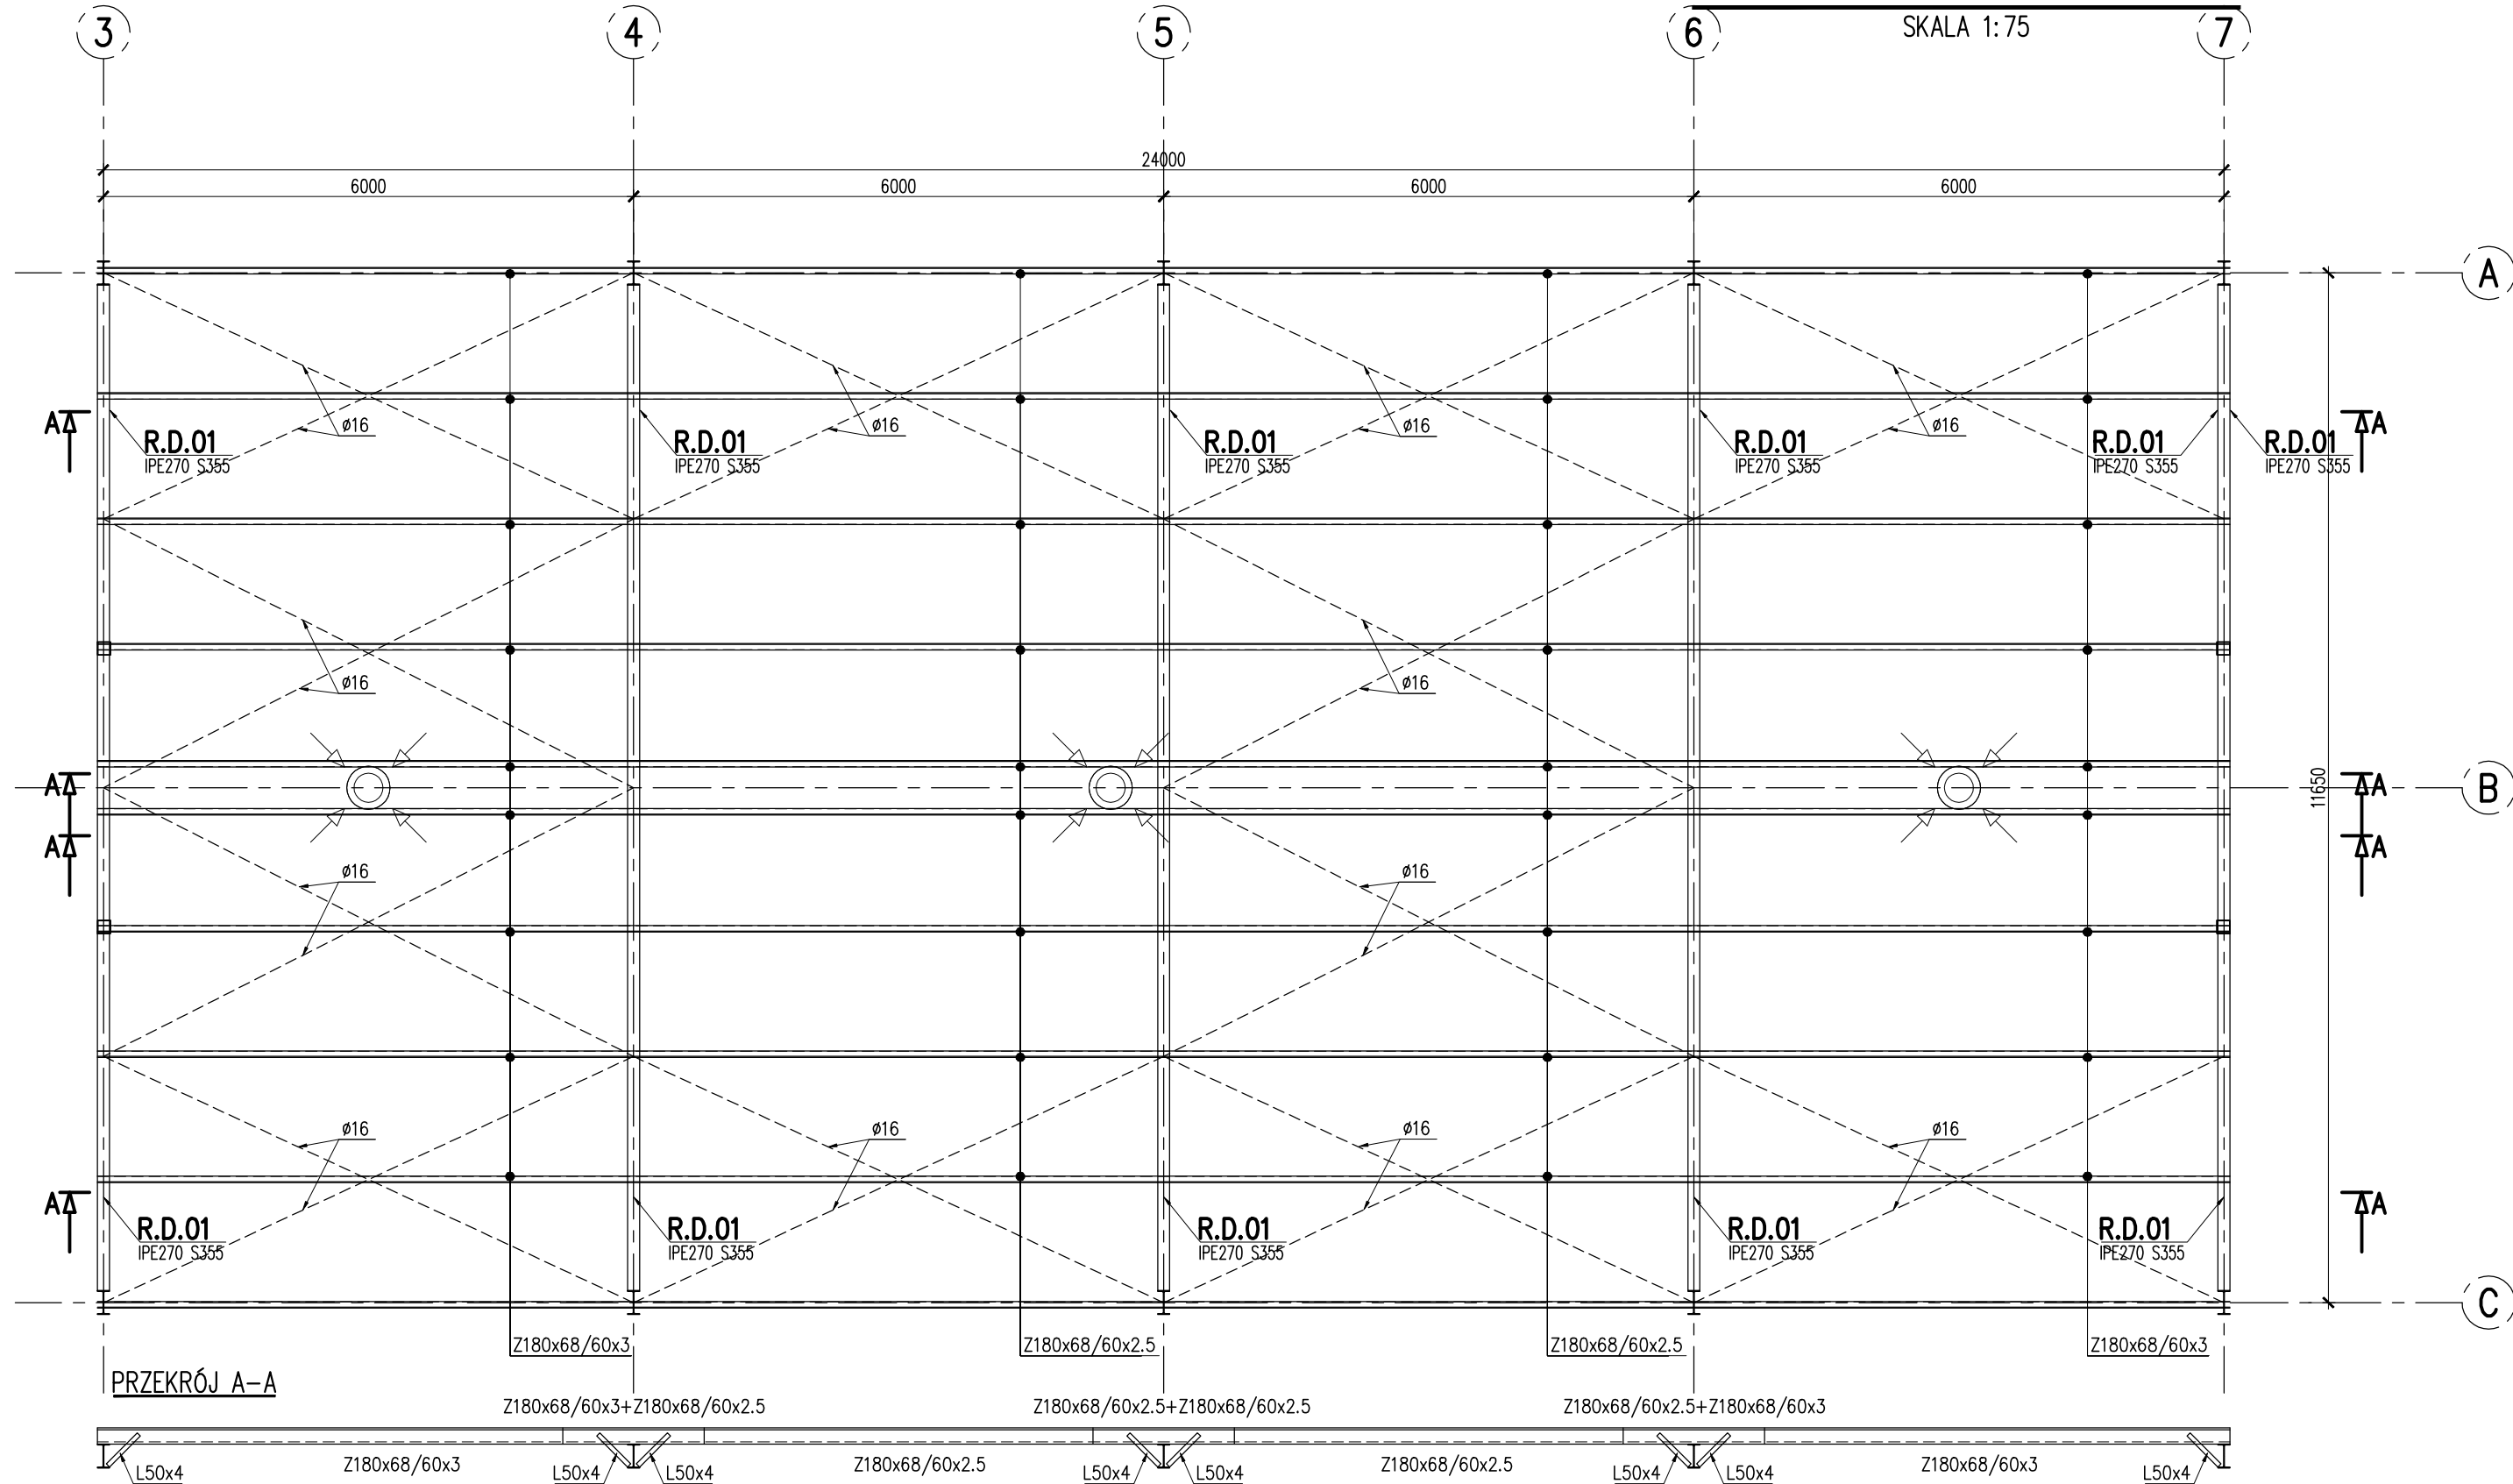 3 4 5 6 7
SKALA 1:75
24000
6000 6000 6000 6000
A
ø16 ø16 ø16 ø16
A A
R.D.01 R.D.01 R.D.01 R.D.01 R.D.01 R.D.01
IPE270 S355 IPE270 S355 IPE270 S355 IPE270 S355 IPE270 S355 IPE270 S355
ø16 ø16
A A
11650
B
A A
ø16 ø16
ø16 ø16 ø16 ø16
A A
R.D.01 R.D.01 R.D.01 R.D.01 R.D.01
IPE270 S355 IPE270 S355 IPE270 S355 IPE270 S355 IPE270 S355
C
Z180x68/60x3 Z180x68/60x2.5 Z180x68/60x2.5 Z180x68/60x3
PRZEKRÓJ A-A
Z180x68/60x3+Z180x68/60x2.5 Z180x68/60x2.5+Z180x68/60x2.5 Z180x68/60x2.5+Z180x68/60x3
Z180x68/60x3 Z180x68/60x2.5 Z180x68/60x2.5 Z180x68/60x3
L50x4 L50x4 L50x4 L50x4 L50x4 L50x4 L50x4 L50x4